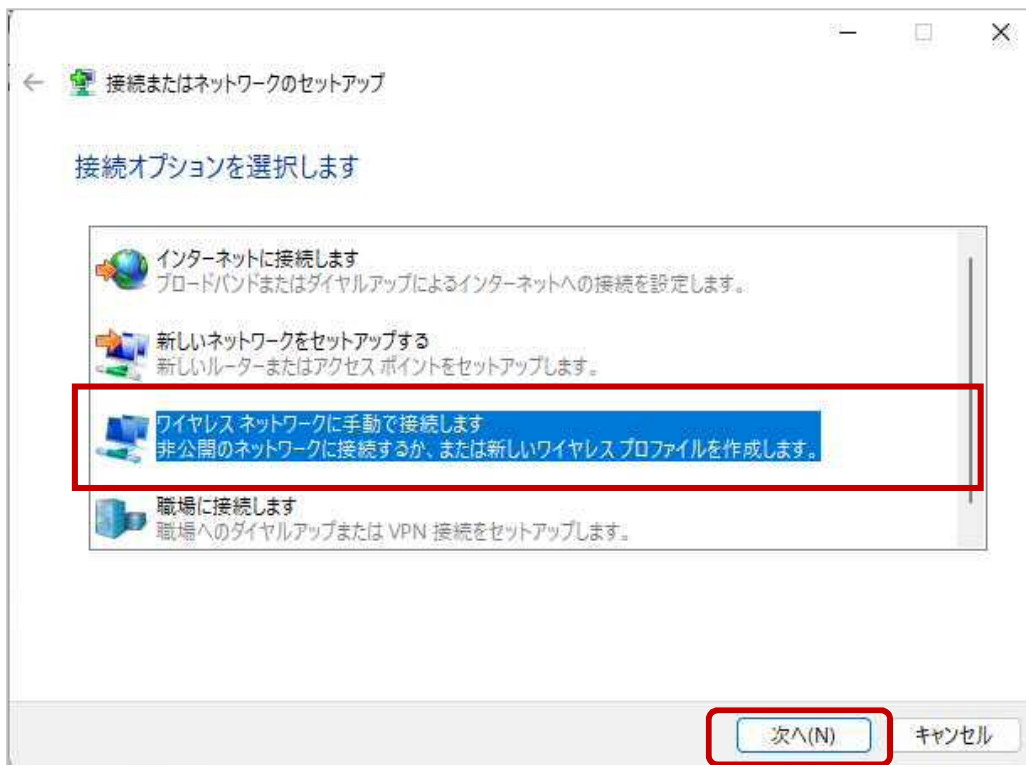 接続またはネットワークのセットアップ
接続オプションを選択します
インターネットに接続します
ブロードバンドまたはダイヤルアップによるインターネットへの接続を設定します。
新しいネットワークをセットアップする
新しいルーターまたはアクセス ポイントをセットアップします。
ワイヤレス ネットワークに手動で接続します
非公開のネットワークに接続するか、または新しいワイヤレス プロファイルを作成します。
職場に接続します
職場へのダイヤルアップまたは VPN 接続をセットアップします。
次へ(N) キャンセル